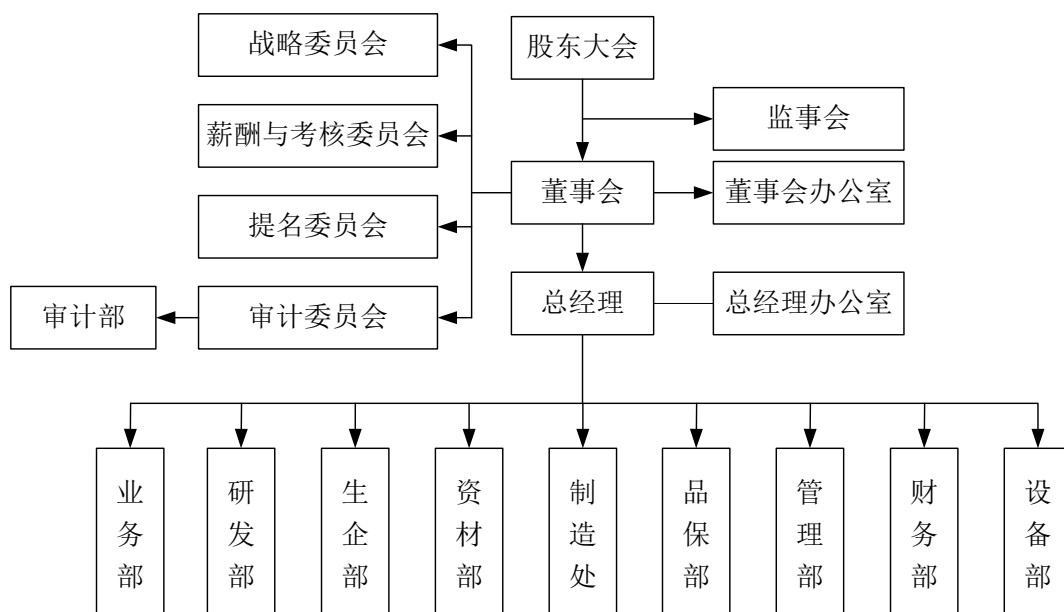 战略委员会
股东大会
监事会
薪酬与考核委员会
董事会
董事会办公室
提名委员会
总经理
总经理办公室
审计部
审计委员会
业务部
研发部
生企部
资材部
制造处
品保部
管理部
财务部
设备部